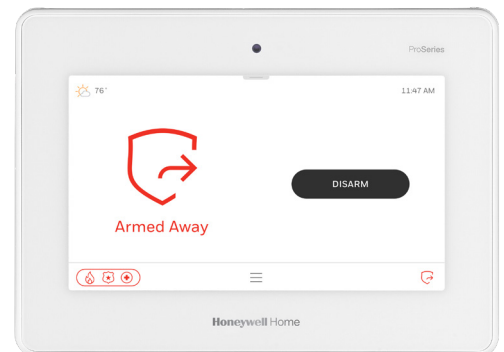 ProSeries
76°
11:47 AM
DISARM
Armed Away
Honeywell Home